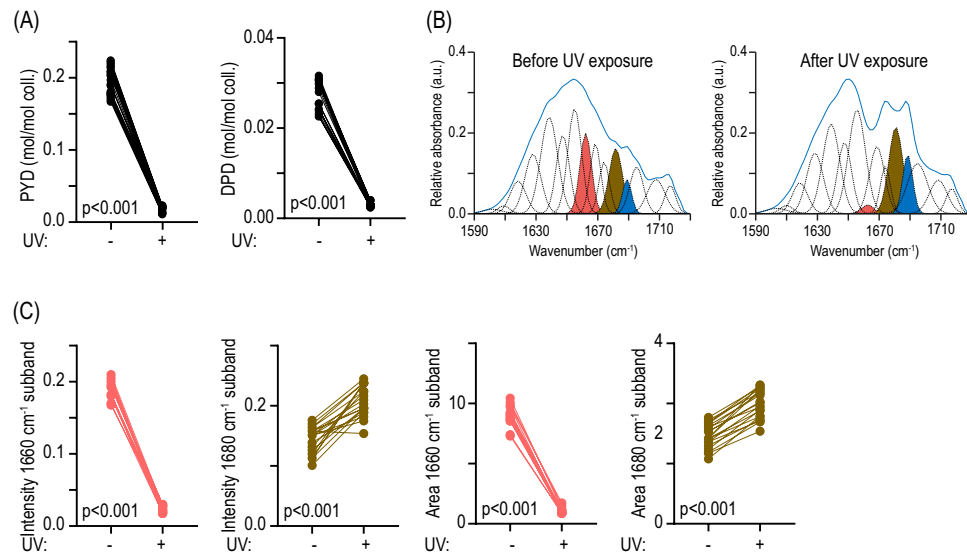 (A)
PYD (mol/mol coll.)
0.2
0.1
0.0
p<0.001
UV:
-
+
DPD (mol/mol coll.)
0.04
0.02
0.00
p<0.001
UV:
-
+
(B)
Before UV exposure
Relative absorbance (a.u.)
0.4
0.2
0.0
1590
1630
1670
1710
Wavenumber (cm⁻¹)
After UV exposure
Relative absorbance (a.u.)
0.4
0.2
0.0
1590
1630
1670
1710
Wavenumber (cm⁻¹)
(C)
Intensity 1660 cm⁻¹ subband
0.2
0.1
0.0
p<0.001
UV:
-
+
Intensity 1680 cm⁻¹ subband
0.2
0.0
p<0.001
UV:
-
+
Area 1660 cm⁻¹ subband
10
0
p<0.001
UV:
-
+
Area 1680 cm⁻¹ subband
4
2
0
p<0.001
UV:
-
+